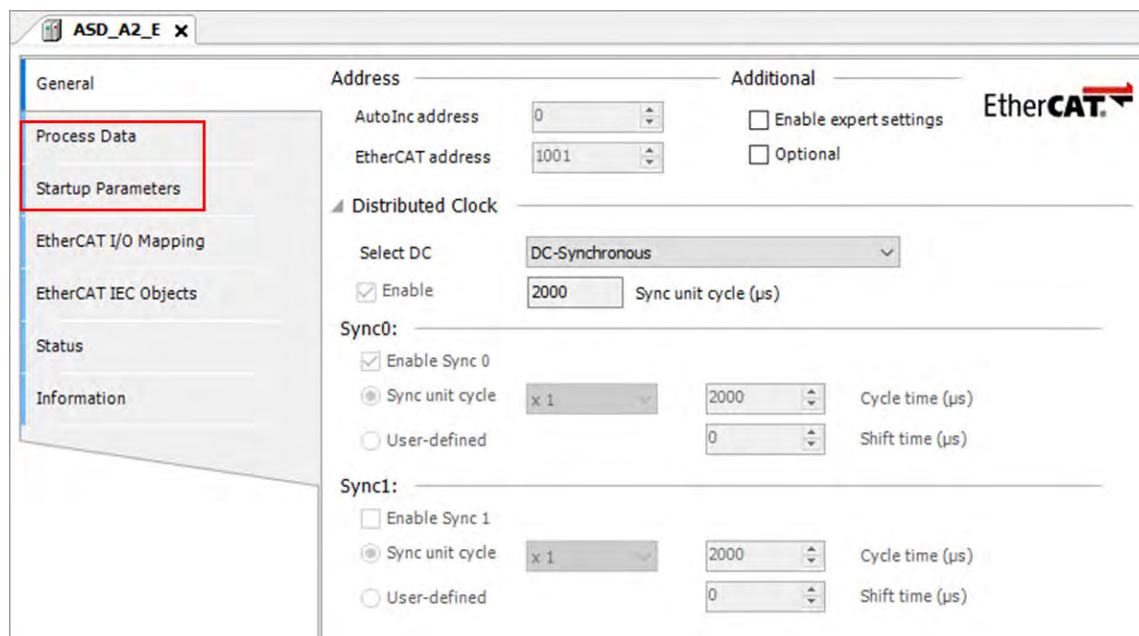 ASD_A2_E
General
Process Data
Startup Parameters
EtherCAT I/O Mapping
EtherCAT IEC Objects
Status
Information
Address
AutoInc address 0
EtherCAT address 1001
Additional
Enable expert settings
Optional
EtherCAT.
Distributed Clock
Select DC DC-Synchronous
Enable 2000 Sync unit cycle (µs)
Sync0:
Enable Sync 0
Sync unit cycle x 1 2000 Cycle time (µs)
User-defined 0 Shift time (µs)
Sync1:
Enable Sync 1
Sync unit cycle x 1 2000 Cycle time (µs)
User-defined 0 Shift time (µs)